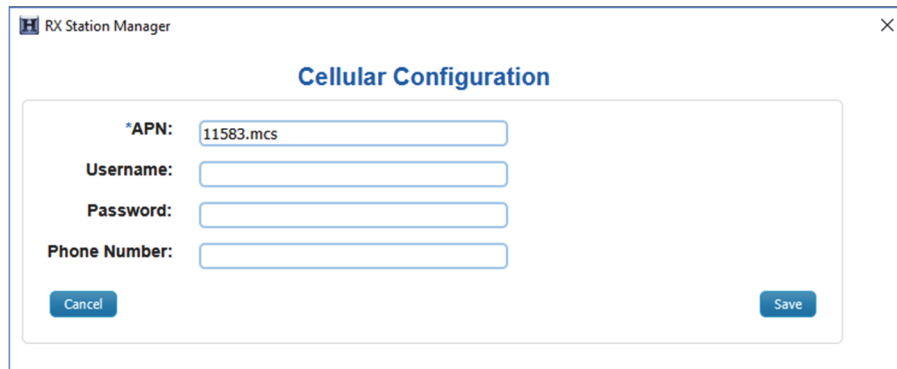 H RX Station Manager
Cellular Configuration
*APN: 11583.mcs
Username:
Password:
Phone Number:
Cancel Save